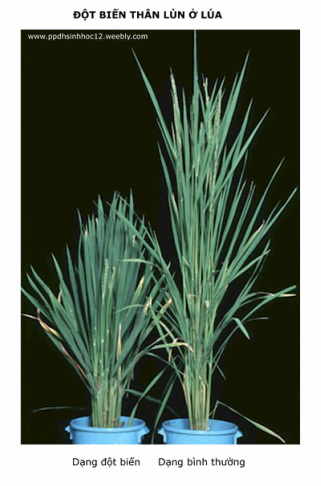 ĐỘT BIẾN THÂN LÙN Ở LÚA
www.ppdhsinhhoc12.weebly.com
Dạng đột biến Dạng bình thường